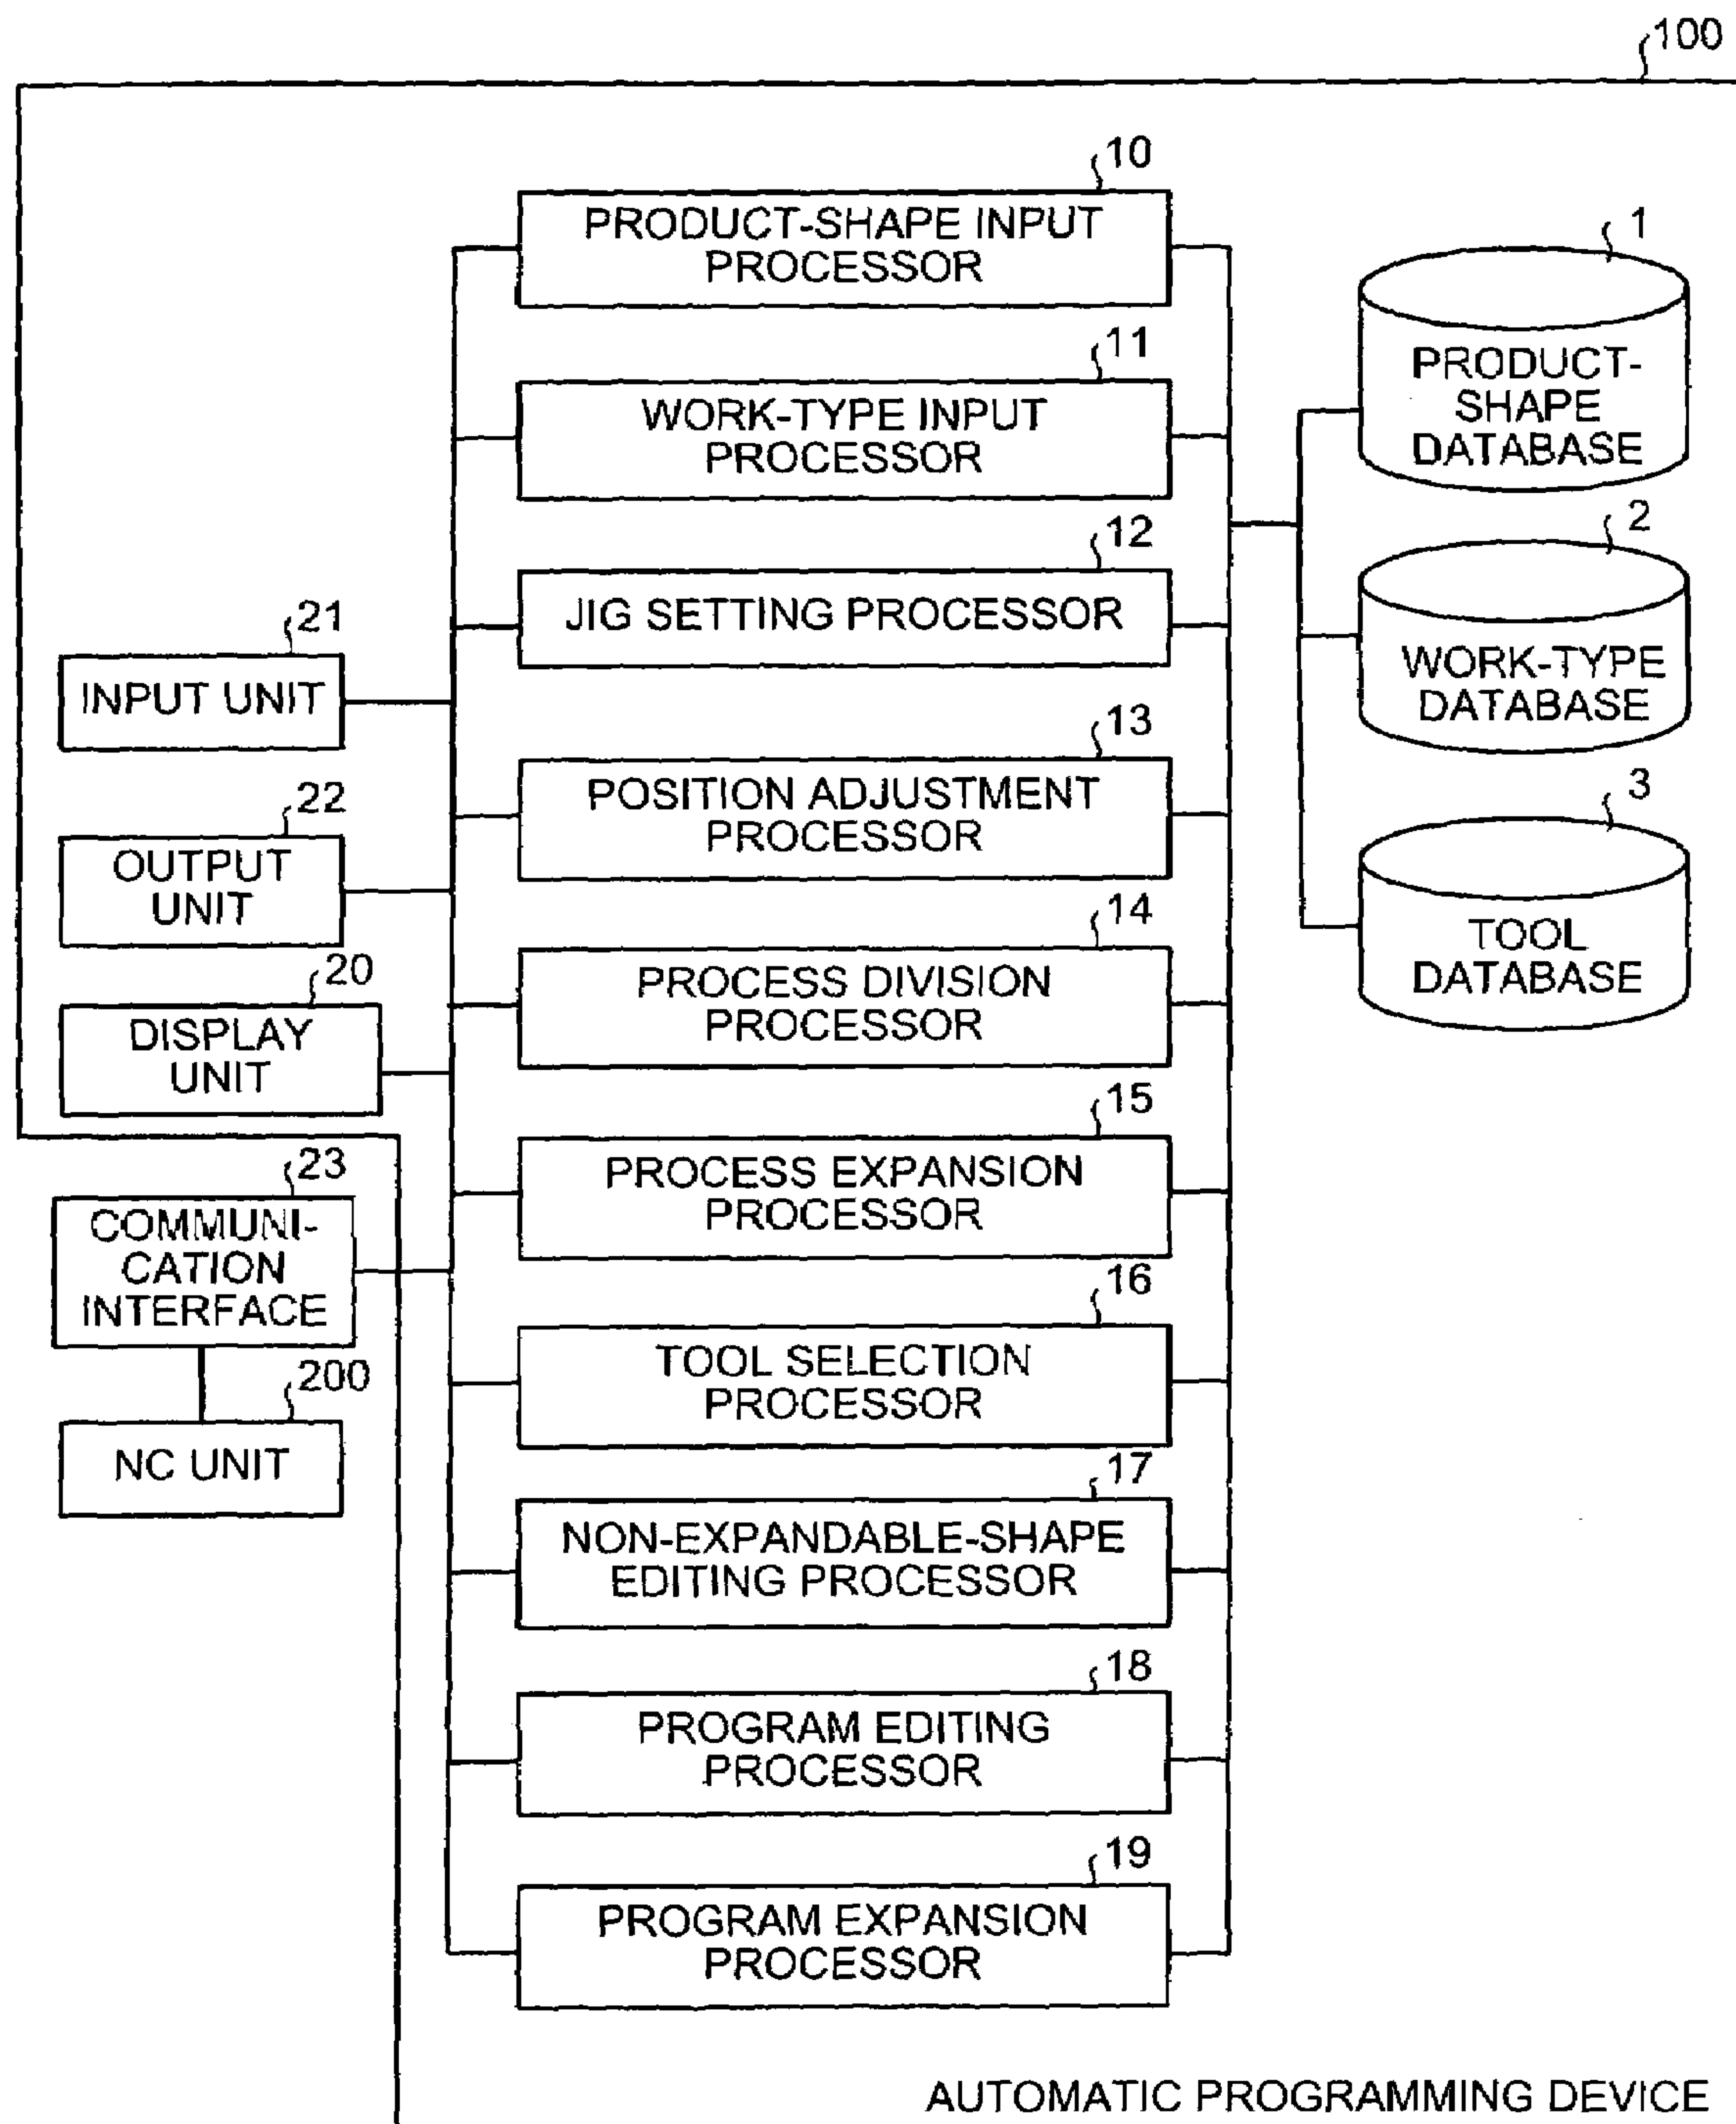 100
10
PRODUCT-SHAPE INPUT
PROCESSOR
11
WORK-TYPE INPUT
PROCESSOR
12
JIG SETTING PROCESSOR
13
POSITION ADJUSTMENT
PROCESSOR
14
PROCESS DIVISION
PROCESSOR
15
PROCESS EXPANSION
PROCESSOR
16
TOOL SELECTION
PROCESSOR
17
NON-EXPANDABLE-SHAPE
EDITING PROCESSOR
18
PROGRAM EDITING
PROCESSOR
19
PROGRAM EXPANSION
PROCESSOR
21
INPUT UNIT
22
OUTPUT
UNIT
20
DISPLAY
UNIT
23
COMMUNI-
CATION
INTERFACE
200
NC UNIT
1
PRODUCT-
SHAPE
DATABASE
2
WORK-TYPE
DATABASE
3
TOOL
DATABASE
AUTOMATIC PROGRAMMING DEVICE